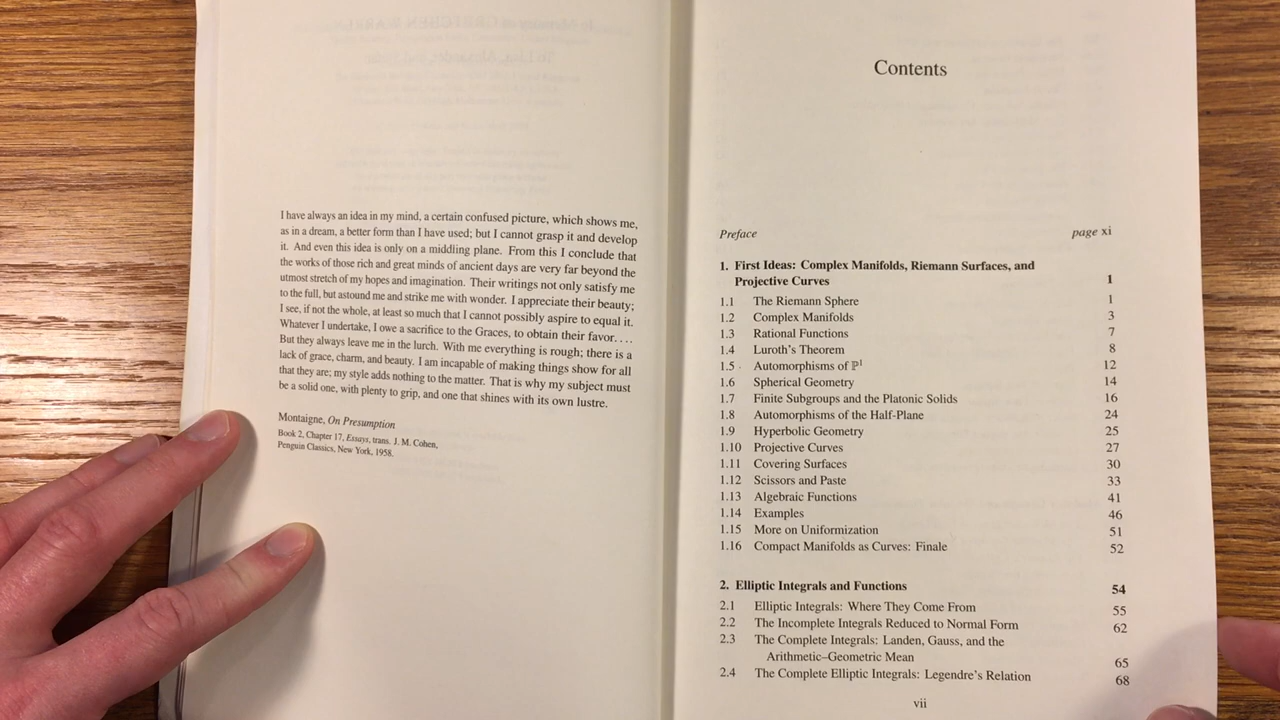 I have always an idea in my mind, a certain confused picture, which shows me,
as in a dream, a better form than I have used; but I cannot grasp it and develop
it. And even this idea is only on a middling plane. From this I conclude that
the works of those rich and great minds of ancient days are very far beyond the
utmost stretch of my hopes and imagination. Their writings not only satisfy me
to the full, but astound me and strike me with wonder. I appreciate their beauty;
I see, if not the whole, at least so much that I cannot possibly aspire to equal it.
Whatever I undertake, I owe a sacrifice to the Graces, to obtain their favor. . . .
But they always leave me in the lurch. With me everything is rough; there is a
lack of grace, charm, and beauty. I am incapable of making things show for all
that they are; my style adds nothing to the matter. That is why my subject must
be a solid one, with plenty to grip, and one that shines with its own lustre.
Montaigne, On Presumption
Book 2, Chapter 17, Essays, trans. J. M. Cohen,
Penguin Classics, New York, 1958.
Contents
Preface page xi
1. First Ideas: Complex Manifolds, Riemann Surfaces, and
Projective Curves 1
1.1 The Riemann Sphere 1
1.2 Complex Manifolds 3
1.3 Rational Functions 7
1.4 Luroth's Theorem 8
1.5 Automorphisms of ℙ¹ 12
1.6 Spherical Geometry 14
1.7 Finite Subgroups and the Platonic Solids 16
1.8 Automorphisms of the Half-Plane 24
1.9 Hyperbolic Geometry 25
1.10 Projective Curves 27
1.11 Covering Surfaces 30
1.12 Scissors and Paste 33
1.13 Algebraic Functions 41
1.14 Examples 46
1.15 More on Uniformization 51
1.16 Compact Manifolds as Curves: Finale 52
2. Elliptic Integrals and Functions 54
2.1 Elliptic Integrals: Where They Come From 55
2.2 The Incomplete Integrals Reduced to Normal Form 62
2.3 The Complete Integrals: Landen, Gauss, and the
Arithmetic–Geometric Mean 65
2.4 The Complete Elliptic Integrals: Legendre's Relation 68
vii